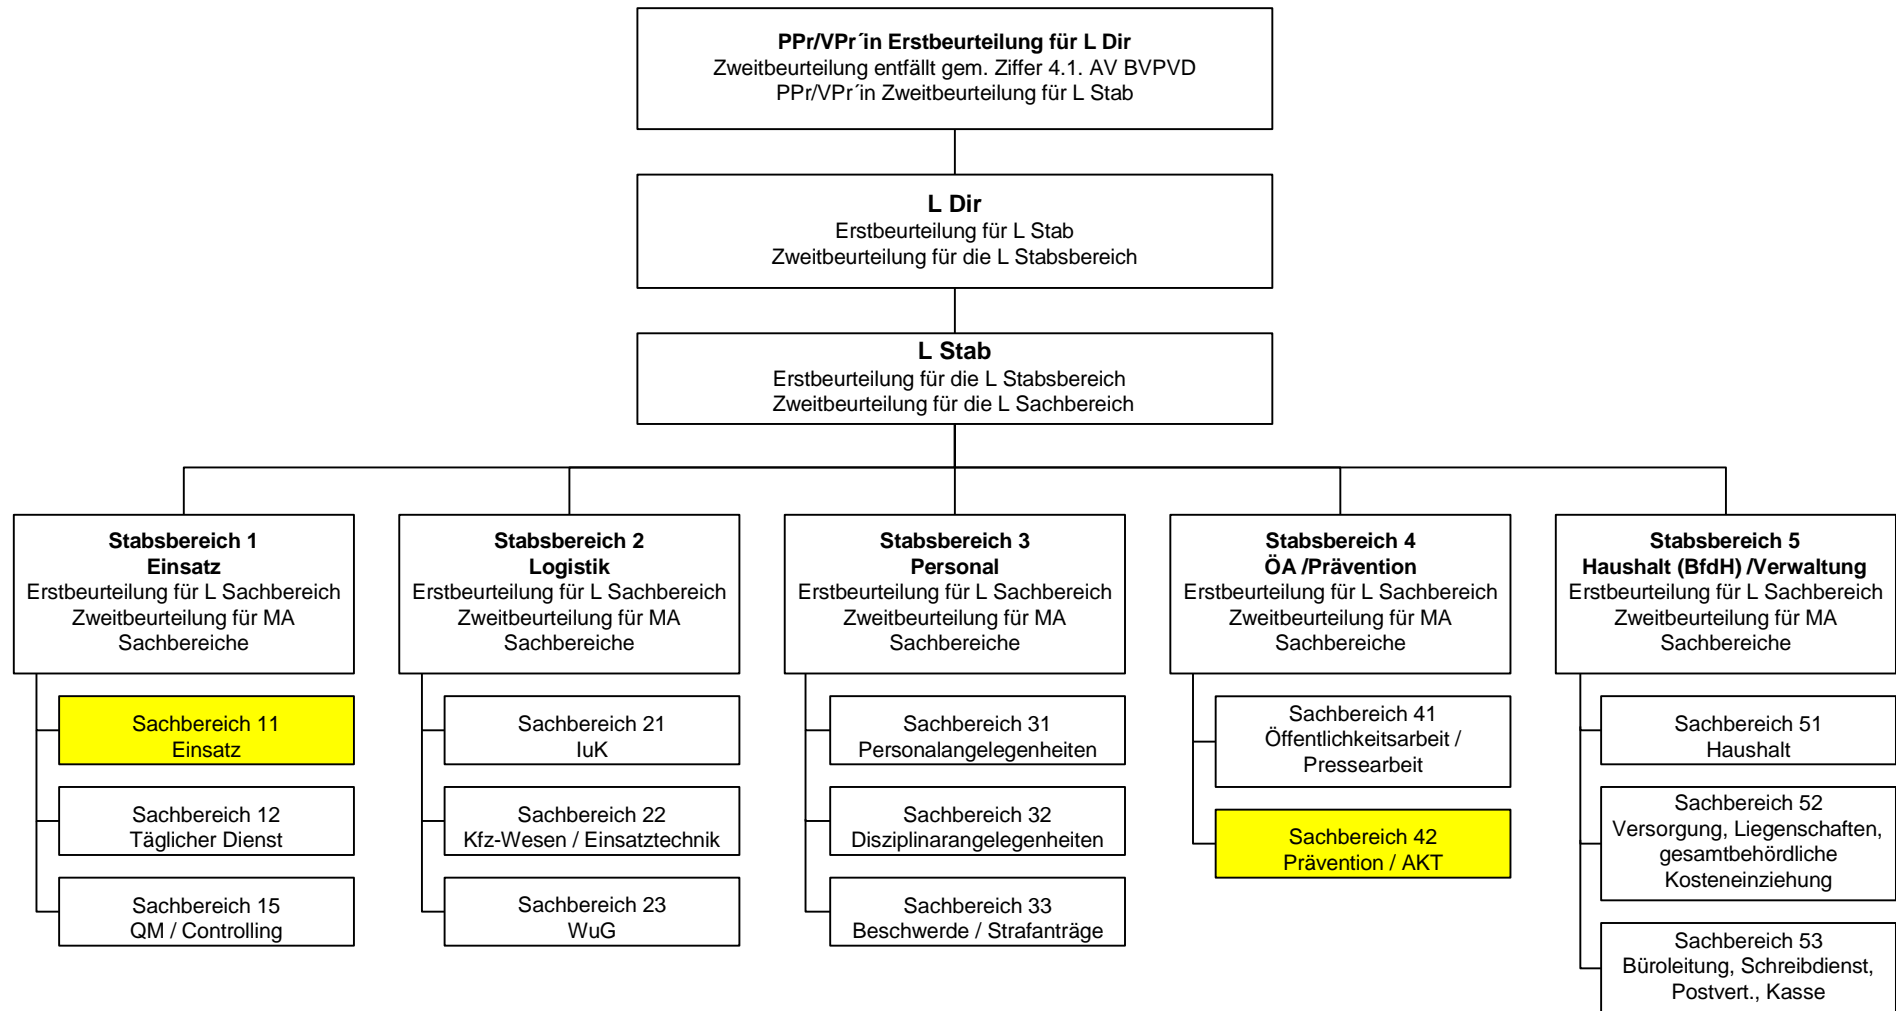 PPr/VPr´in Erstbeurteilung für L Dir
Zweitbeurteilung entfällt gem. Ziffer 4.1. AV BVPVD
PPr/VPr´in Zweitbeurteilung für L Stab
L Dir
Erstbeurteilung für L Stab
Zweitbeurteilung für die L Stabsbereich
L Stab
Erstbeurteilung für die L Stabsbereich
Zweitbeurteilung für die L Sachbereich
Stabsbereich 1
Einsatz
Erstbeurteilung für L Sachbereich
Zweitbeurteilung für MA
Sachbereiche
Sachbereich 11
Einsatz
Sachbereich 12
Täglicher Dienst
Sachbereich 15
QM / Controlling
Stabsbereich 2
Logistik
Erstbeurteilung für L Sachbereich
Zweitbeurteilung für MA
Sachbereiche
Sachbereich 21
IuK
Sachbereich 22
Kfz-Wesen / Einsatztechnik
Sachbereich 23
WuG
Stabsbereich 3
Personal
Erstbeurteilung für L Sachbereich
Zweitbeurteilung für MA
Sachbereiche
Sachbereich 31
Personalangelegenheiten
Sachbereich 32
Disziplinarangelegenheiten
Sachbereich 33
Beschwerde / Strafanträge
Stabsbereich 4
ÖA /Prävention
Erstbeurteilung für L Sachbereich
Zweitbeurteilung für MA
Sachbereiche
Sachbereich 41
Öffentlichkeitsarbeit /
Pressearbeit
Sachbereich 42
Prävention / AKT
Stabsbereich 5
Haushalt (BfdH) /Verwaltung
Erstbeurteilung für L Sachbereich
Zweitbeurteilung für MA
Sachbereiche
Sachbereich 51
Haushalt
Sachbereich 52
Versorgung, Liegenschaften,
gesamtbehördliche
Kosteneinziehung
Sachbereich 53
Büroleitung, Schreibdienst,
Postvert., Kasse